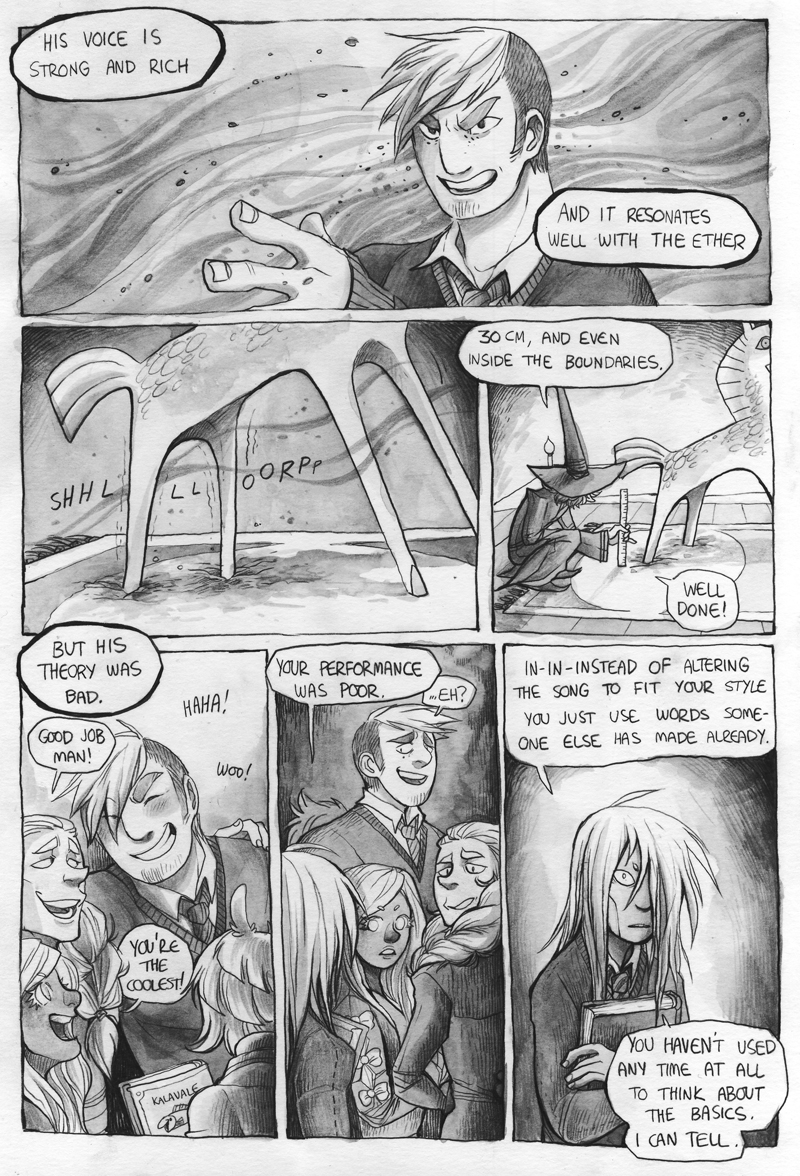 HIS VOICE IS
STRONG AND RICH
AND IT RESONATES
WELL WITH THE ETHER
SHHL LL OORPP
30 CM, AND EVEN
INSIDE THE BOUNDARIES.
WELL
DONE!
BUT HIS
THEORY WAS
BAD.
HAHA!
GOOD JOB
MAN!
WOO!
YOU'RE
THE
COOLEST!
KALAVALE
YOUR PERFORMANCE
WAS POOR.
...EH?
IN-IN-INSTEAD OF ALTERING
THE SONG TO FIT YOUR STYLE
YOU JUST USE WORDS SOME-
ONE ELSE HAS MADE ALREADY.
YOU HAVEN'T USED
ANY TIME AT ALL
TO THINK ABOUT
THE BASICS.
I CAN TELL.